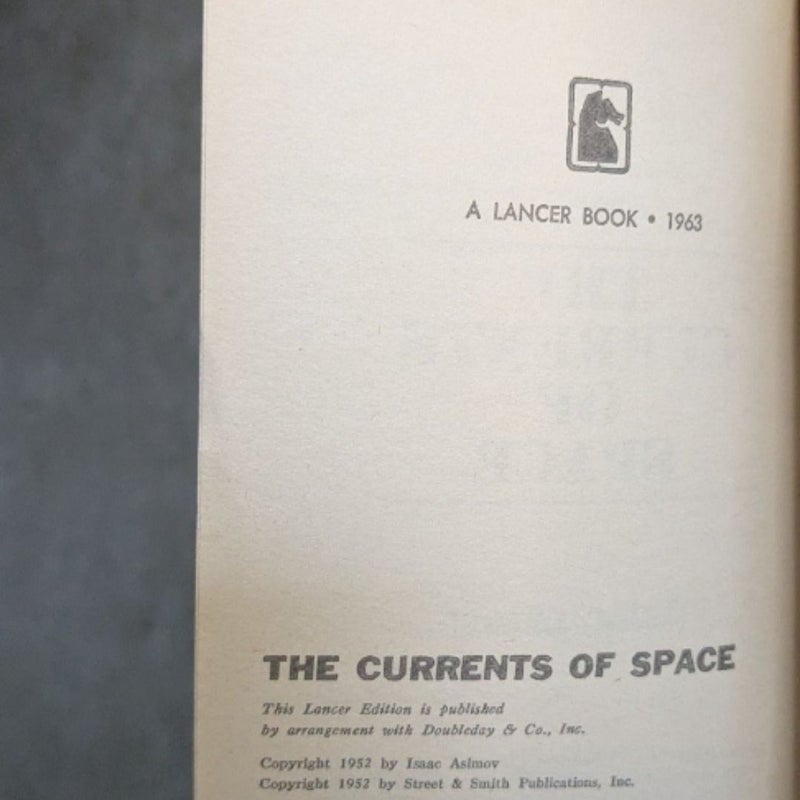 A LANCER BOOK • 1963
THE CURRENTS OF SPACE
This Lancer Edition is published
by arrangement with Doubleday & Co., Inc.
Copyright 1952 by Isaac Asimov
Copyright 1952 by Street & Smith Publications, Inc.